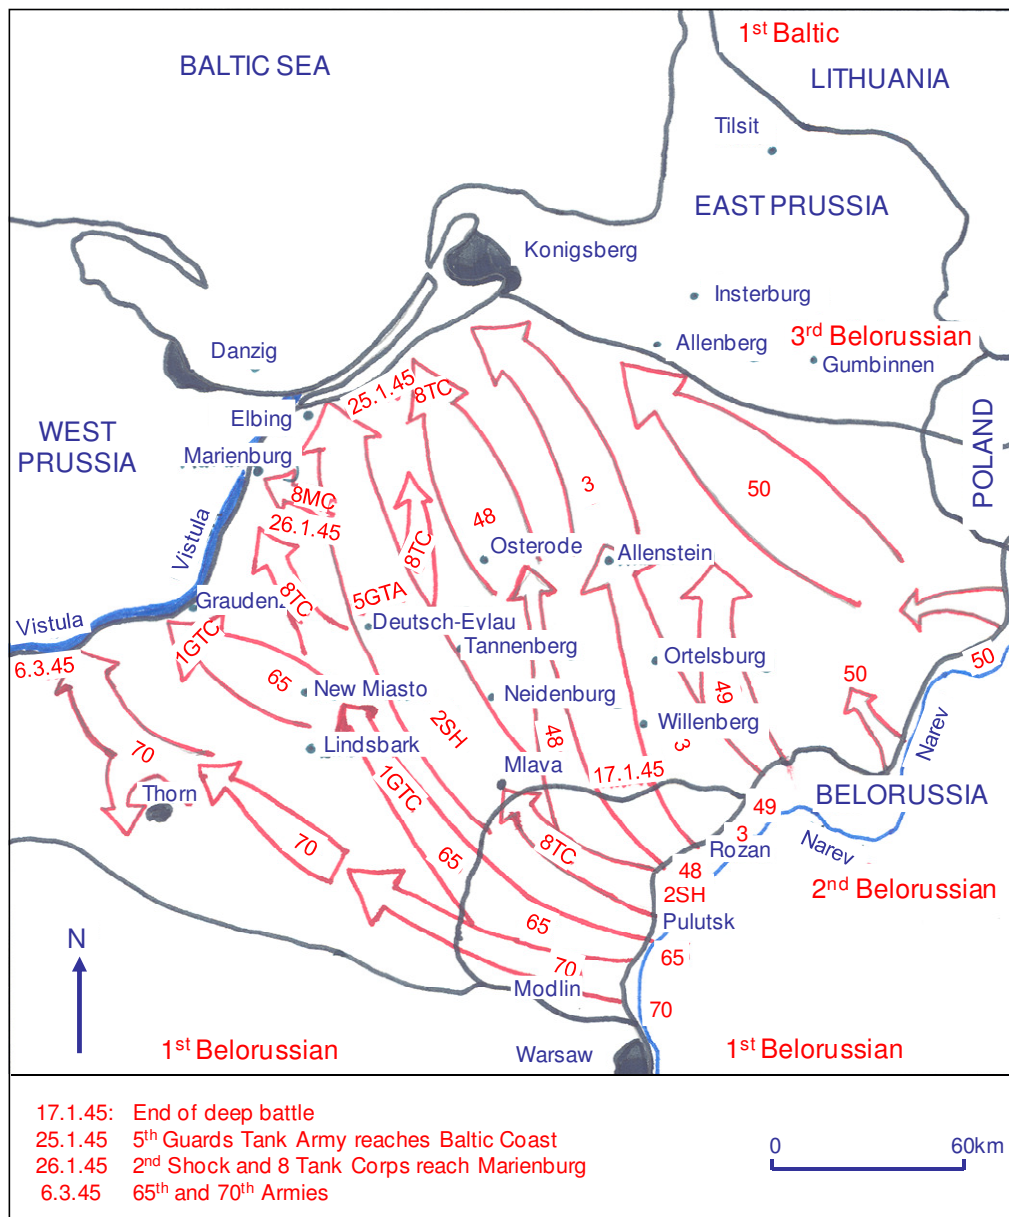 1st Baltic
BALTIC SEA
LITHUANIA
Tilsit
EAST PRUSSIA
Konigsberg
Insterburg
3rd Belorussian
Allenberg
Gumbinnen
Danzig
25.1.45
8TC
Elbing
WEST
PRUSSIA
POLAND
Marienburg
8MC
26.1.45
3
50
48
Vistula
Osterode
Allenstein
8TC
8TC
5GTA
Graudenz
Vistula
Deutsch-Evlau
1GTC
Tannenberg
6.3.45
Ortelsburg
50
65
New Miasto
Neidenburg
49
50
Willenberg
2SH
48
3
Narev
70
Lindsbark
Mlava
17.1.45
1GTC
Thorn
BELORUSSIA
49
3
Rozan
Narev
70
65
8TC
48
2SH
2nd Belorussian
65
Pulutsk
65
70
Modlin
70
N
1st Belorussian
Warsaw
1st Belorussian
17.1.45: End of deep battle
25.1.45 5th Guards Tank Army reaches Baltic Coast
26.1.45 2nd Shock and 8 Tank Corps reach Marienburg
6.3.45 65th and 70th Armies
0 60km